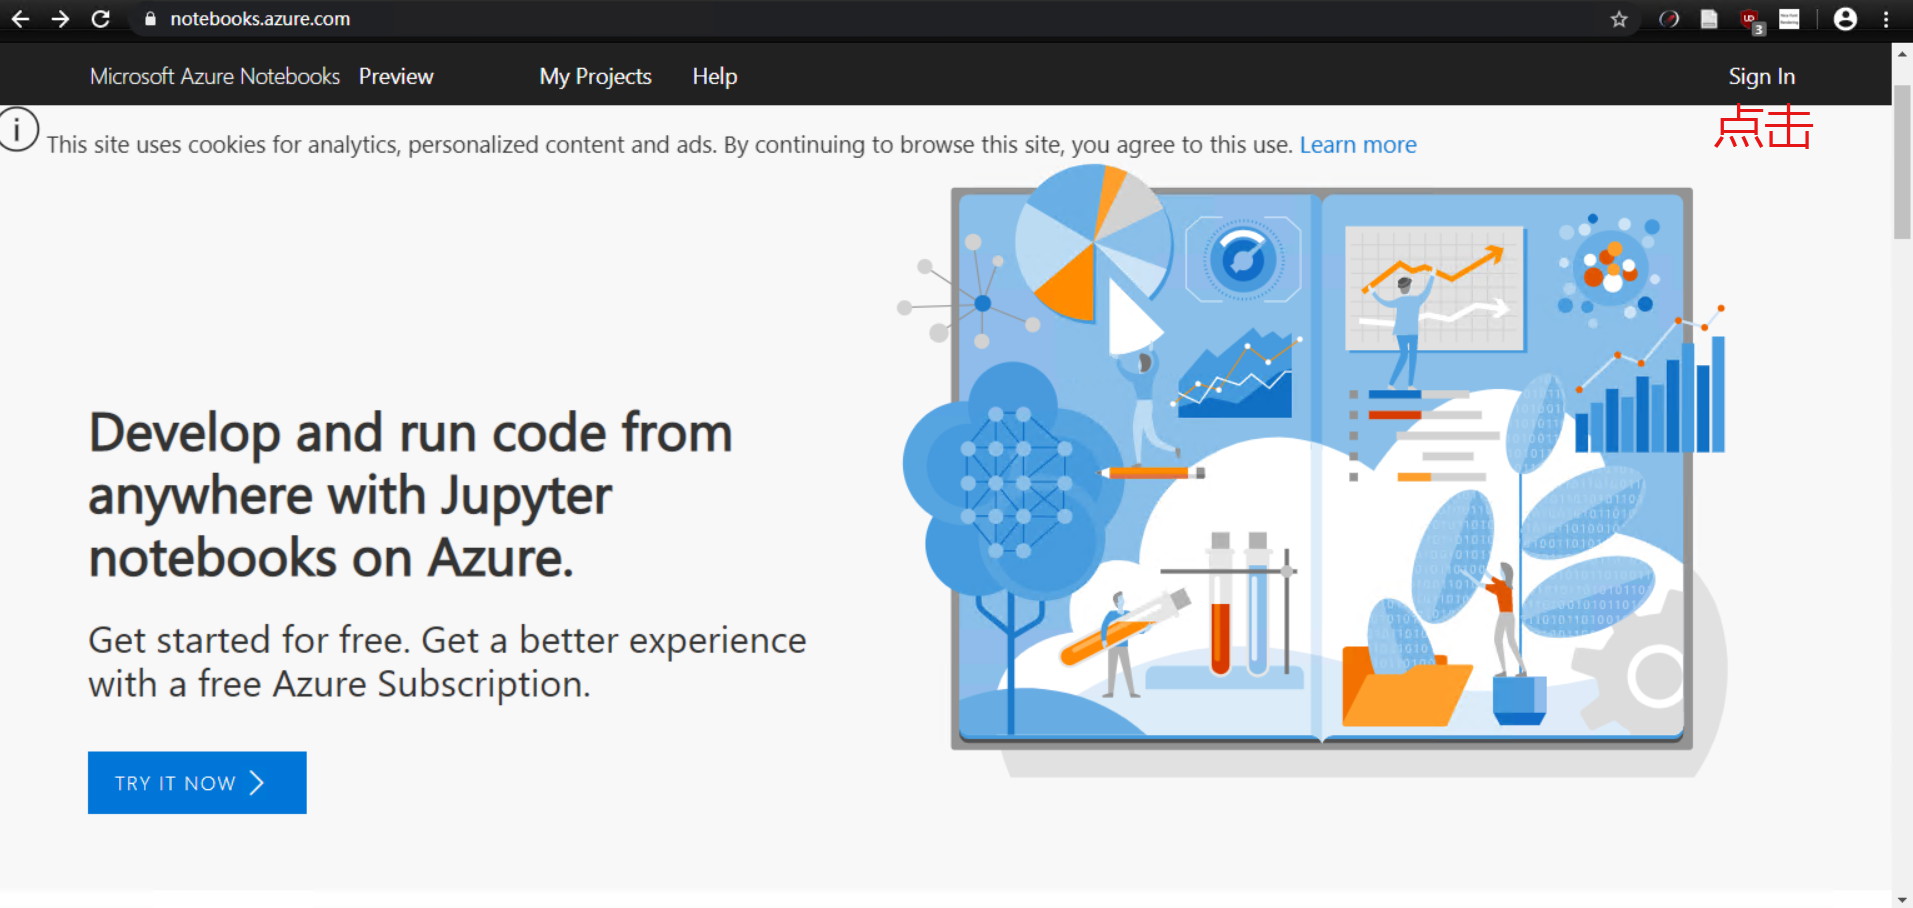 notebooks.azure.com
3
Microsoft Azure Notebooks Preview My Projects Help Sign In
点击
This site uses cookies for analytics, personalized content and ads. By continuing to browse this site, you agree to this use. Learn more
Develop and run code from
anywhere with Jupyter
notebooks on Azure.
Get started for free. Get a better experience
with a free Azure Subscription.
TRY IT NOW